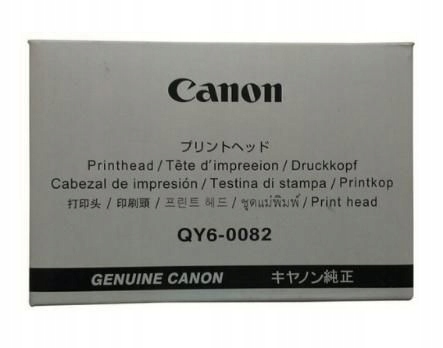 Canon
プリントヘッド
Printhead / Tête d'impreeion / Druckkopf
Cabezal de impresión / Testina di stampa / Printkop
打印头 / 印刷頭 / 프린트 헤드 / ชุดแม่พิมพ์ / Print head
QY6-0082
GENUINE CANON キヤノン純正